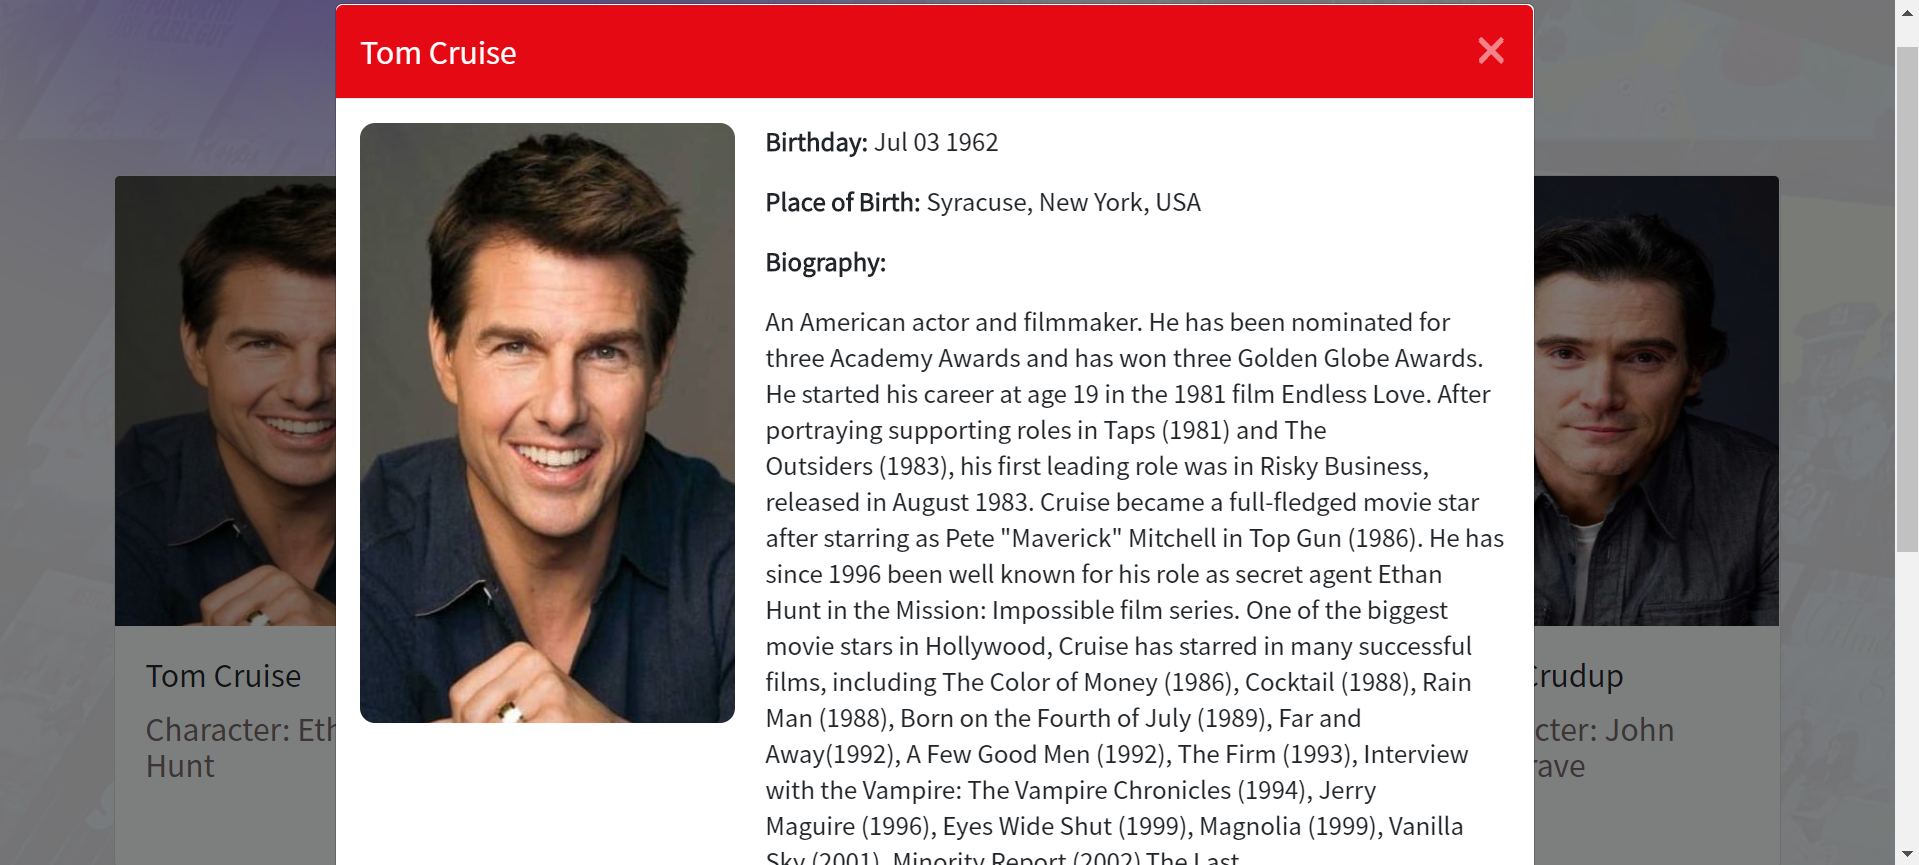 Tom Cruise
Birthday: Jul 03 1962
Place of Birth: Syracuse, New York, USA
Biography:
An American actor and filmmaker. He has been nominated for
three Academy Awards and has won three Golden Globe Awards.
He started his career at age 19 in the 1981 film Endless Love. After
portraying supporting roles in Taps (1981) and The
Outsiders (1983), his first leading role was in Risky Business,
released in August 1983. Cruise became a full-fledged movie star
after starring as Pete "Maverick" Mitchell in Top Gun (1986). He has
since 1996 been well known for his role as secret agent Ethan
Hunt in the Mission: Impossible film series. One of the biggest
movie stars in Hollywood, Cruise has starred in many successful
films, including The Color of Money (1986), Cocktail (1988), Rain
Man (1988), Born on the Fourth of July (1989), Far and
Away(1992), A Few Good Men (1992), The Firm (1993), Interview
with the Vampire: The Vampire Chronicles (1994), Jerry
Maguire (1996), Eyes Wide Shut (1999), Magnolia (1999), Vanilla
Sky (2001), Minority Report (2002) The Last
Tom Cruise
Character: Eth
Hunt
Crudup
cter: John
rave